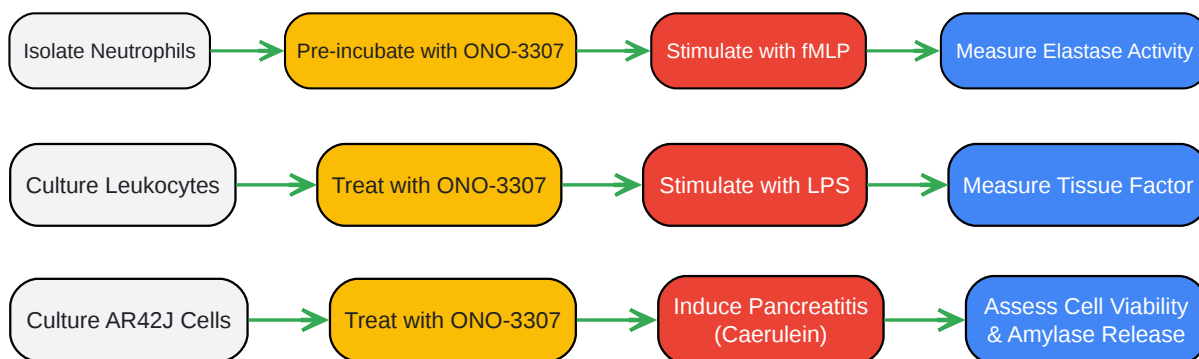 Isolate Neutrophils
Pre-incubate with ONO-3307
Stimulate with fMLP
Measure Elastase Activity
Culture Leukocytes
Treat with ONO-3307
Stimulate with LPS
Measure Tissue Factor
Culture AR42J Cells
Treat with ONO-3307
Induce Pancreatitis
(Caerulein)
Assess Cell Viability
& Amylase Release